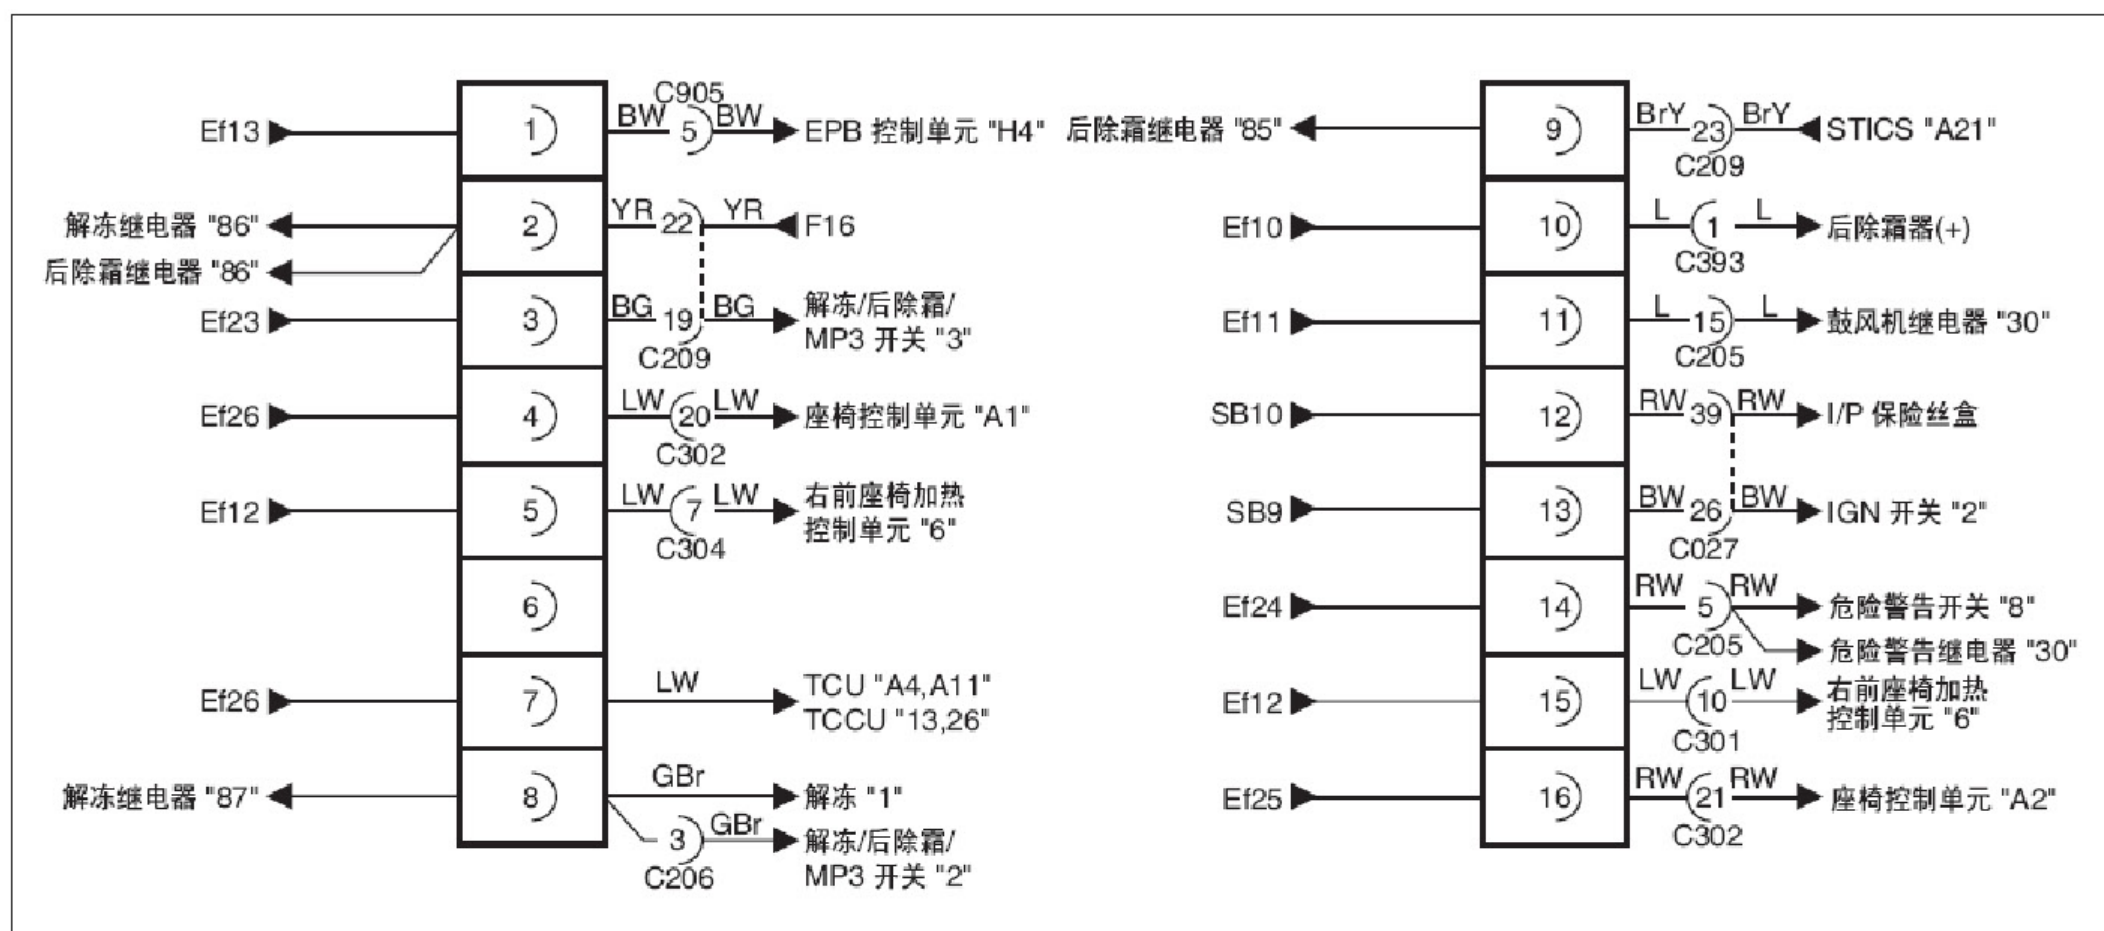 C905
Ef13 1 BW 5 BW EPB 控制单元 "H4"
解冻继电器 "86" 2 YR 22 YR F16
后除霜继电器 "86"
Ef23 3 BG 19 BG 解冻/后除霜/
MP3 开关 "3"
C209
Ef26 4 LW 20 LW 座椅控制单元 "A1"
C302
Ef12 5 LW 7 LW 右前座椅加热
控制单元 "6"
C304
6
Ef26 7 LW TCU "A4,A11"
TCCU "13,26"
解冻继电器 "87" 8 GBr 解冻 "1"
3 GBr 解冻/后除霜/
MP3 开关 "2"
C206
后除霜继电器 "85" 9 BrY 23 BrY STICS "A21"
C209
Ef10 10 L 1 L 后除霜器(+)
C393
Ef11 11 L 15 L 鼓风机继电器 "30"
C205
SB10 12 RW 39 RW I/P 保险丝盒
SB9 13 BW 26 BW IGN 开关 "2"
C027
Ef24 14 RW 5 RW 危险警告开关 "8"
C205 危险警告继电器 "30"
Ef12 15 LW 10 LW 右前座椅加热
控制单元 "6"
C301
Ef25 16 RW 21 RW 座椅控制单元 "A2"
C302